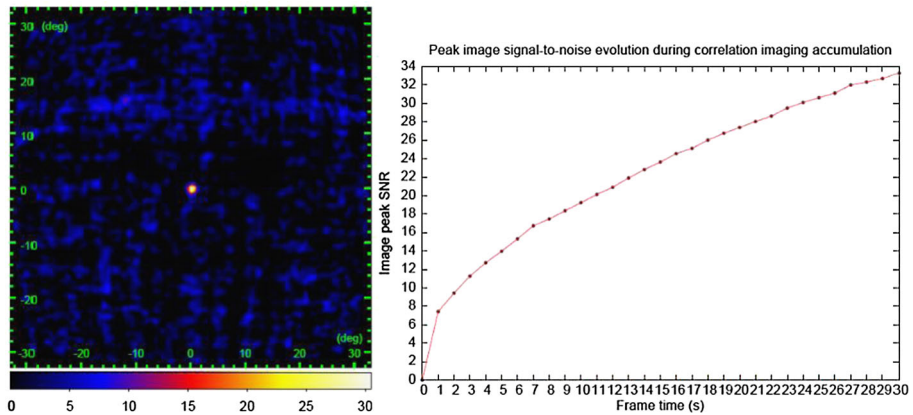 30 (deg)
20
10
0
-10
-20
(deg)
-30 -20 -10 0 10 20 30
0 5 10 15 20 25 30
Peak image signal-to-noise evolution during correlation imaging accumulation
34
32
30
28
26
24
22
20
18
16
14
12
10
8
6
4
2
0
Image peak SNR
0 1 2 3 4 5 6 7 8 9 10 11 12 13 14 15 16 17 18 19 20 21 22 23 24 25 26 27 28 29 30
Frame time (s)